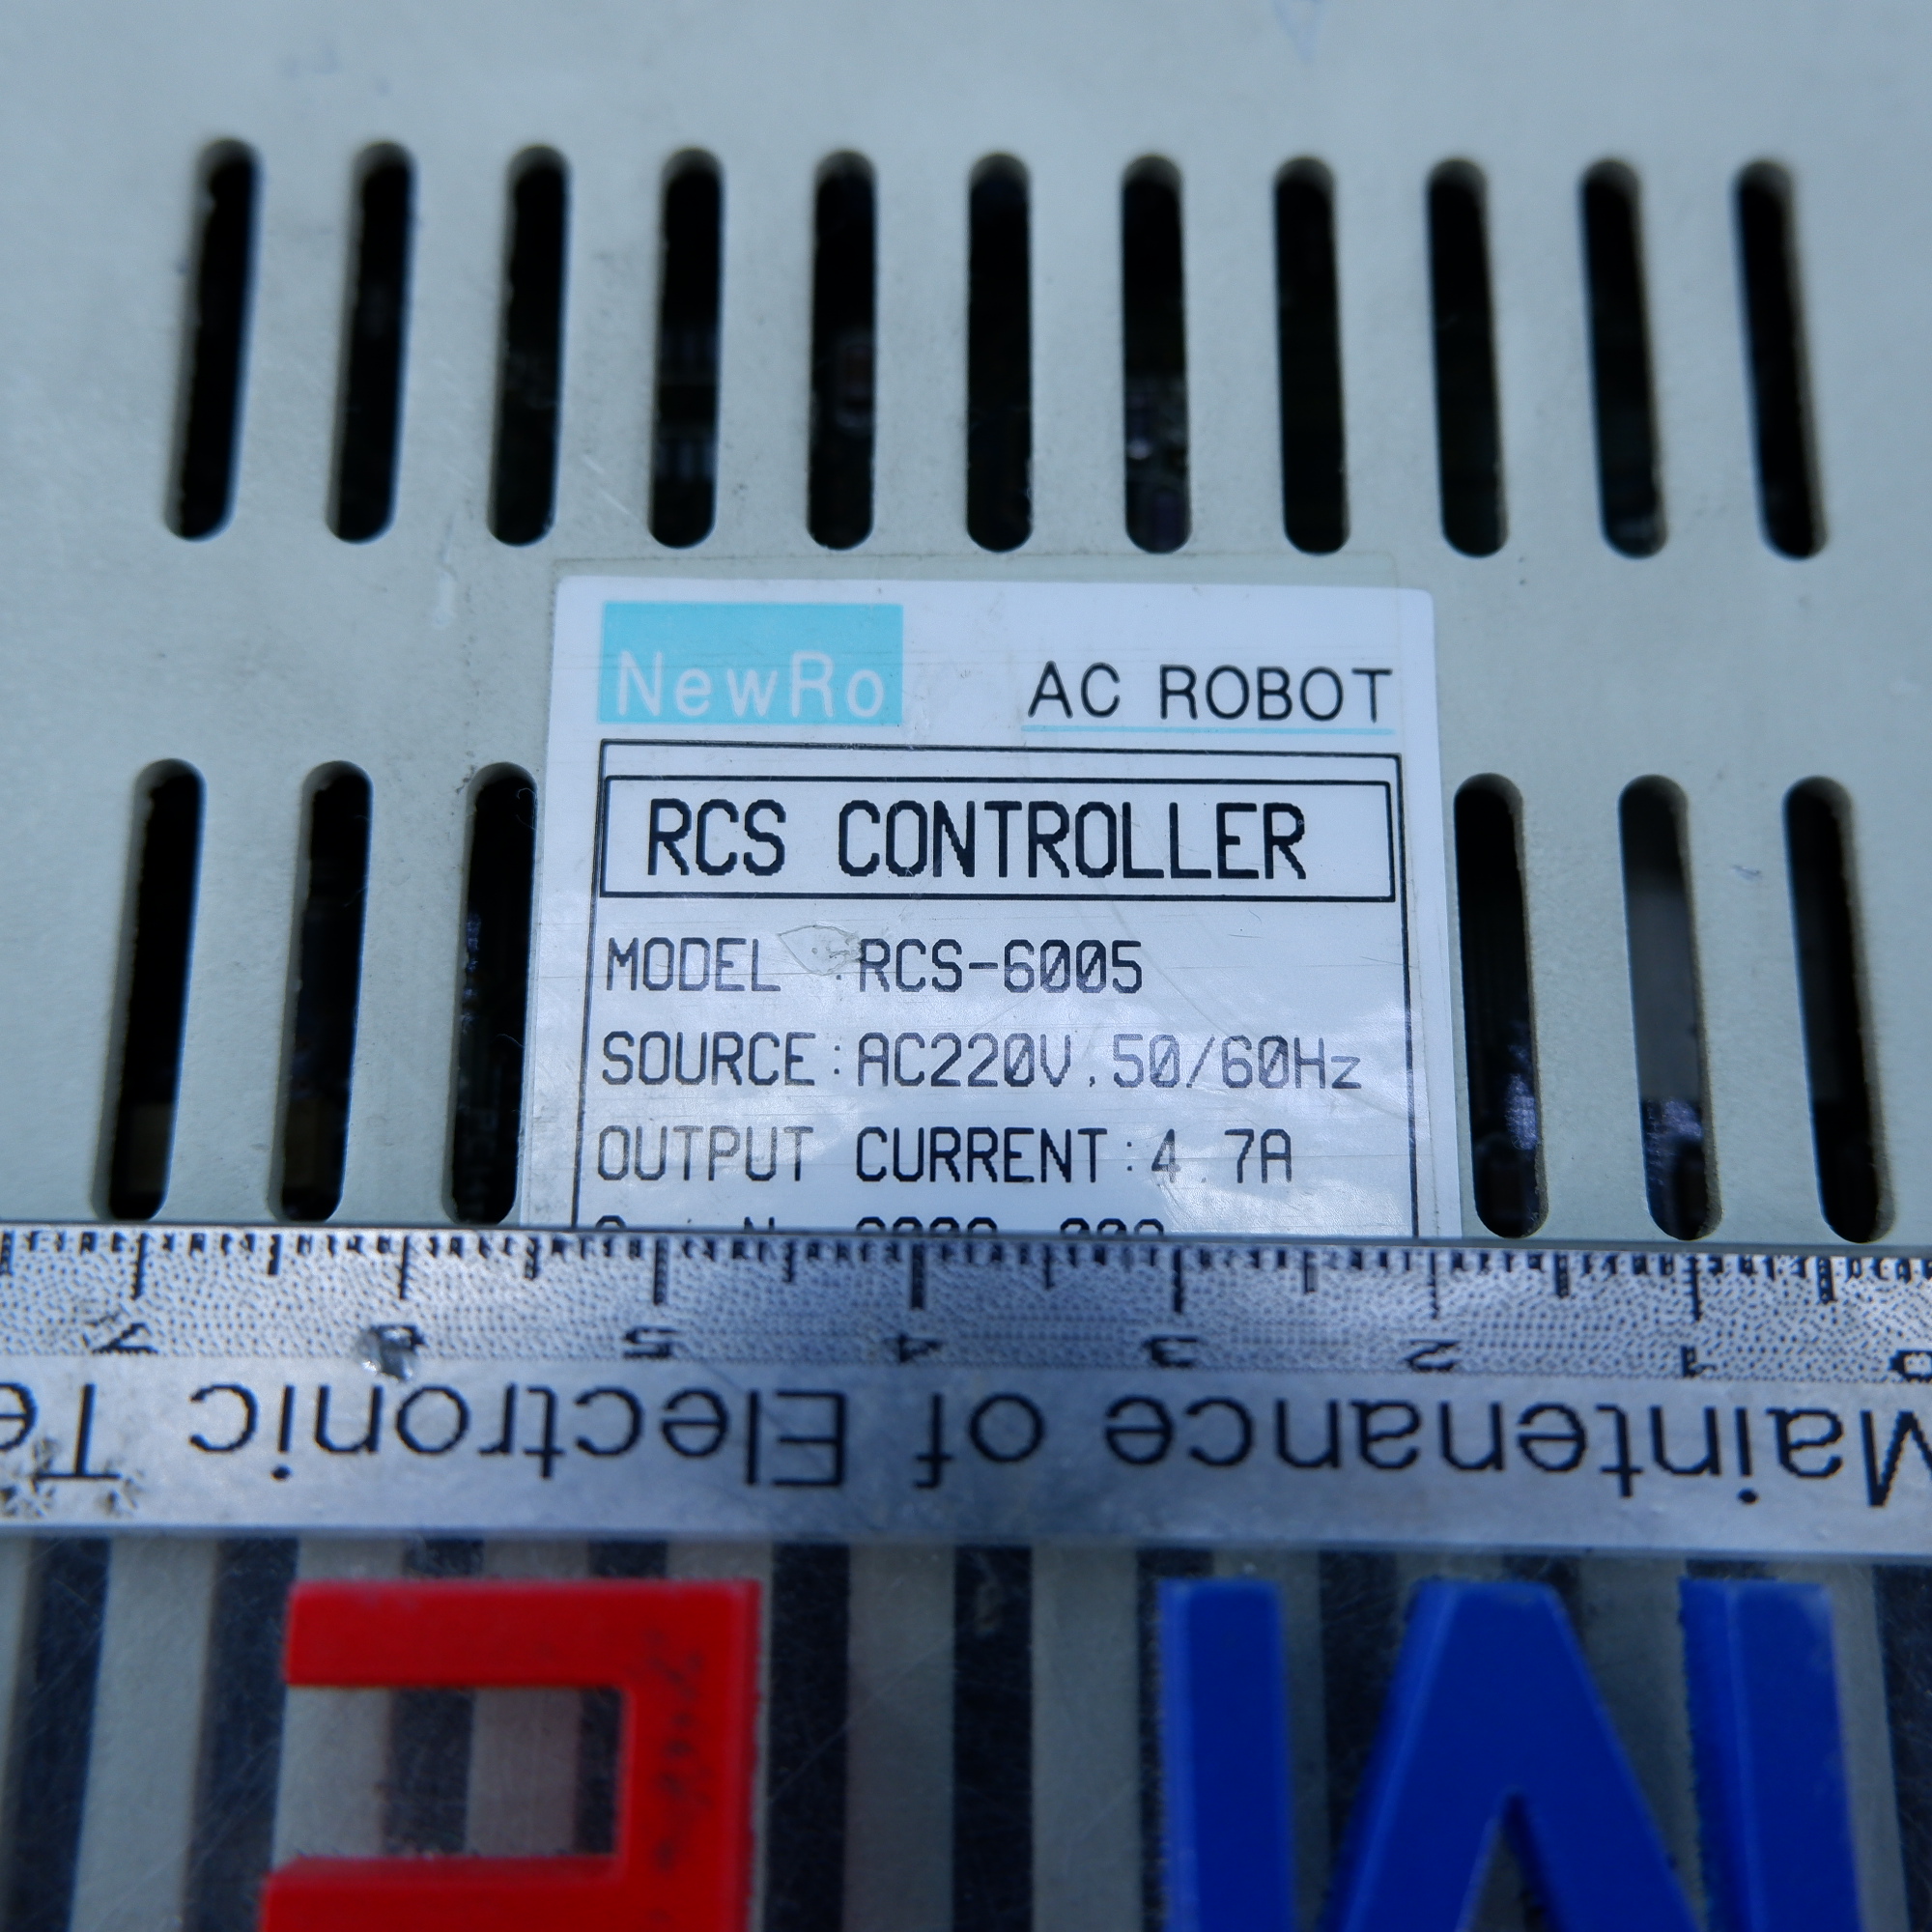 NewRo AC ROBOT
RCS CONTROLLER
MODEL :RCS-6005
SOURCE:AC220V,50/60Hz
OUTPUT CURRENT:4.7A
7 6 5 4 3 2 1 0
Maintenance of Electronic
M